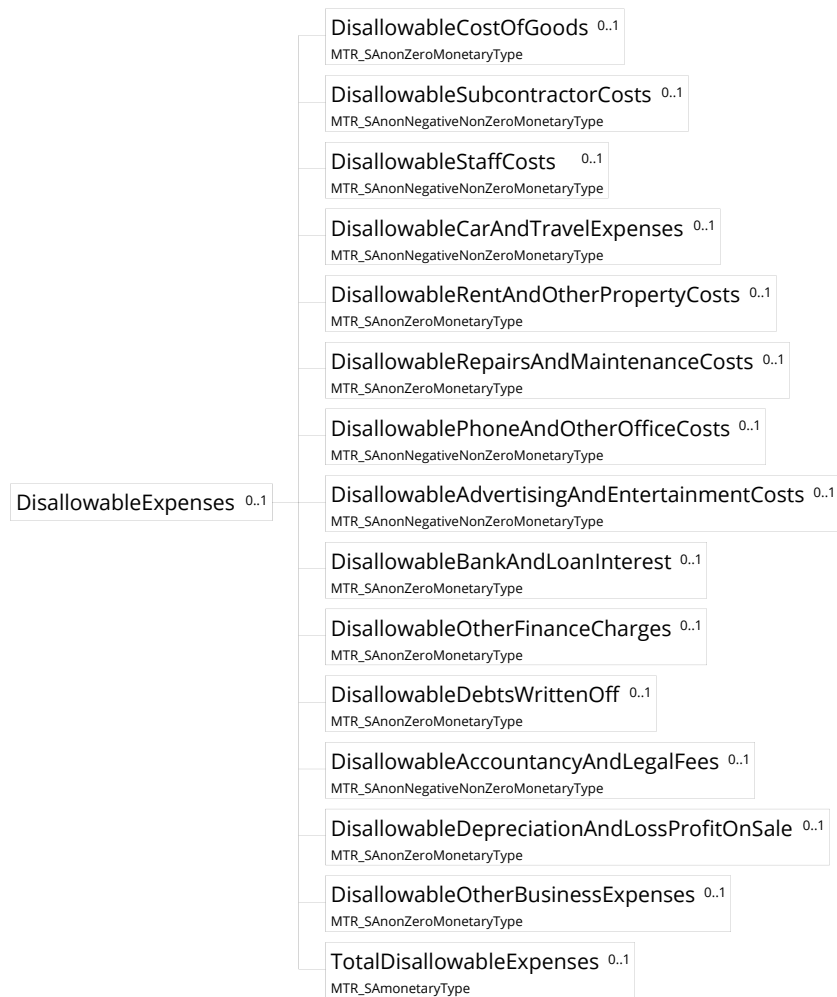 DisallowableCostOfGoods 0..1
MTR_SAnonZeroMonetaryType
DisallowableSubcontractorCosts 0..1
MTR_SAnonNegativeNonZeroMonetaryType
DisallowableStaffCosts 0..1
MTR_SAnonNegativeNonZeroMonetaryType
DisallowableCarAndTravelExpenses 0..1
MTR_SAnonNegativeNonZeroMonetaryType
DisallowableRentAndOtherPropertyCosts 0..1
MTR_SAnonZeroMonetaryType
DisallowableRepairsAndMaintenanceCosts 0..1
MTR_SAnonNegativeNonZeroMonetaryType
DisallowablePhoneAndOtherOfficeCosts 0..1
MTR_SAnonNegativeNonZeroMonetaryType
DisallowableExpenses 0..1
DisallowableAdvertisingAndEntertainmentCosts 0..1
MTR_SAnonNegativeNonZeroMonetaryType
DisallowableBankAndLoanInterest 0..1
MTR_SAnonZeroMonetaryType
DisallowableOtherFinanceCharges 0..1
MTR_SAnonZeroMonetaryType
DisallowableDebtsWrittenOff 0..1
MTR_SAnonZeroMonetaryType
DisallowableAccountancyAndLegalFees 0..1
MTR_SAnonNegativeNonZeroMonetaryType
DisallowableDepreciationAndLossProfitOnSale 0..1
MTR_SAnonZeroMonetaryType
DisallowableOtherBusinessExpenses 0..1
MTR_SAnonZeroMonetaryType
TotalDisallowableExpenses 0..1
MTR_SAmonetaryType